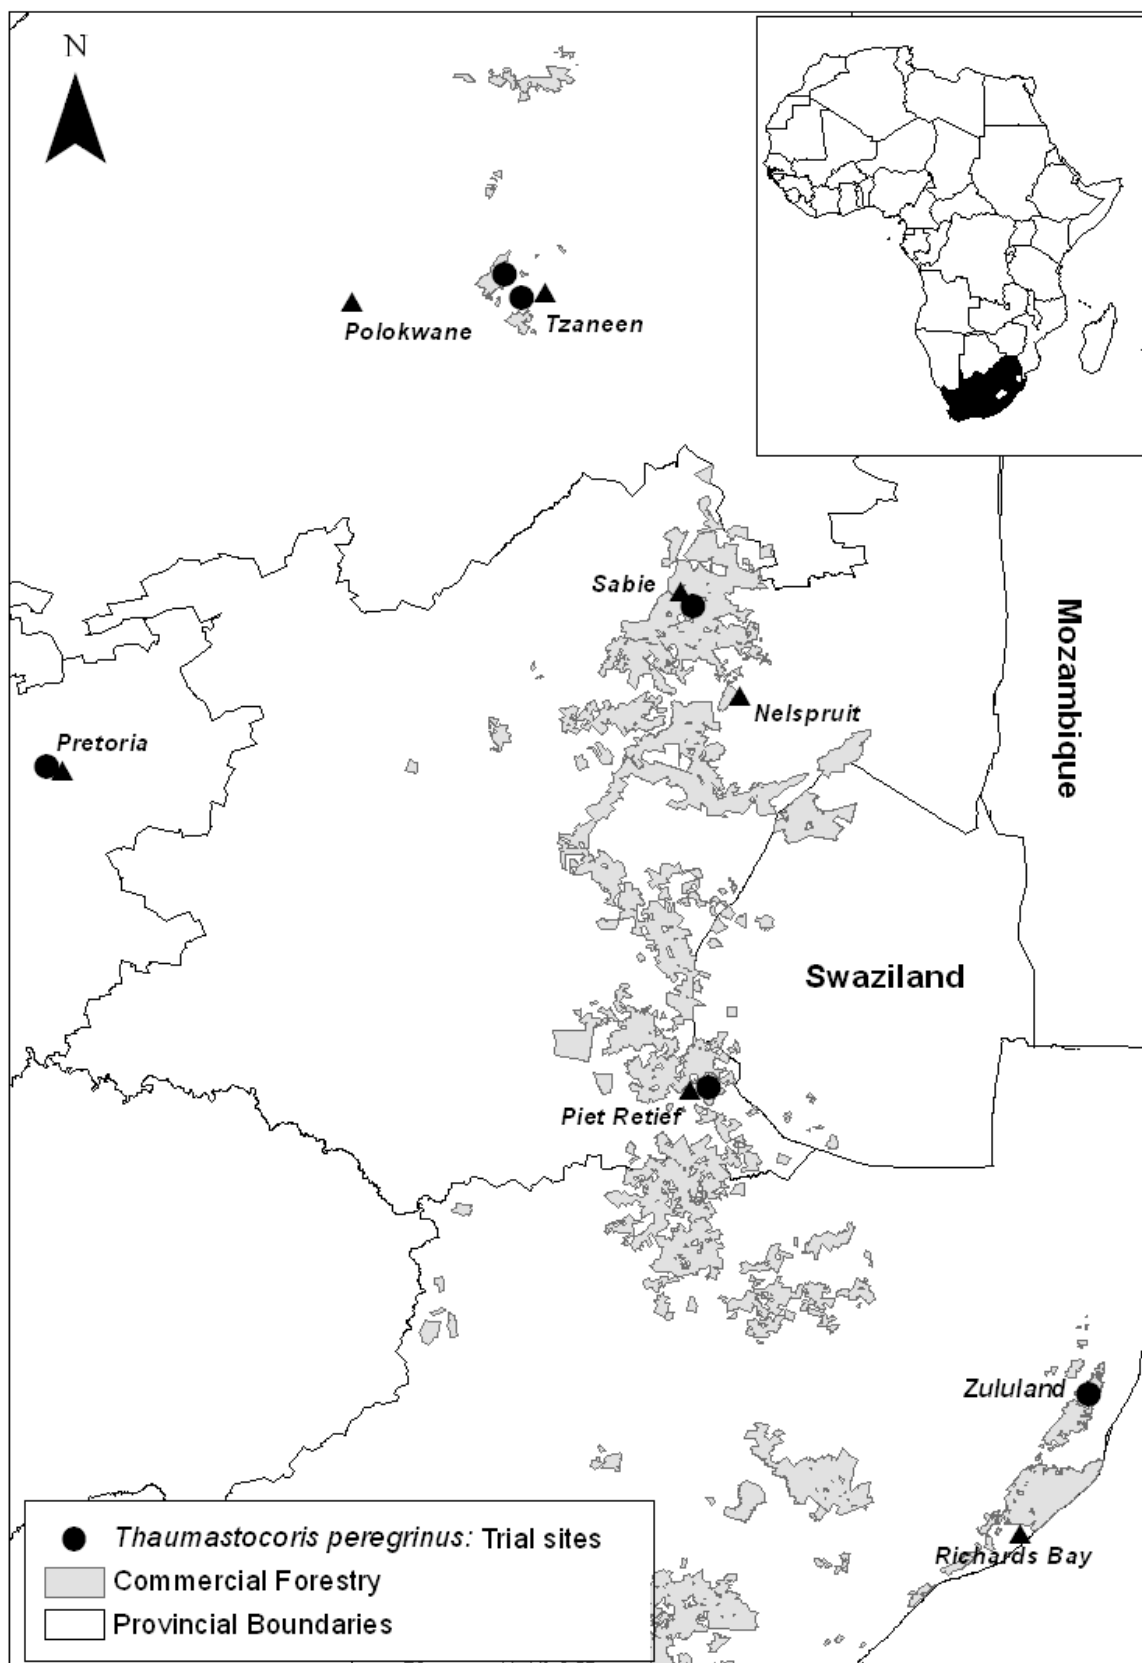 N
Polokwane
Tzaneen
Sabie
Mozambique
Nelspruit
Pretoria
Swaziland
Piet Retief
Zululand
Richards Bay
Thaumastocoris peregrinus: Trial sites
Commercial Forestry
Provincial Boundaries